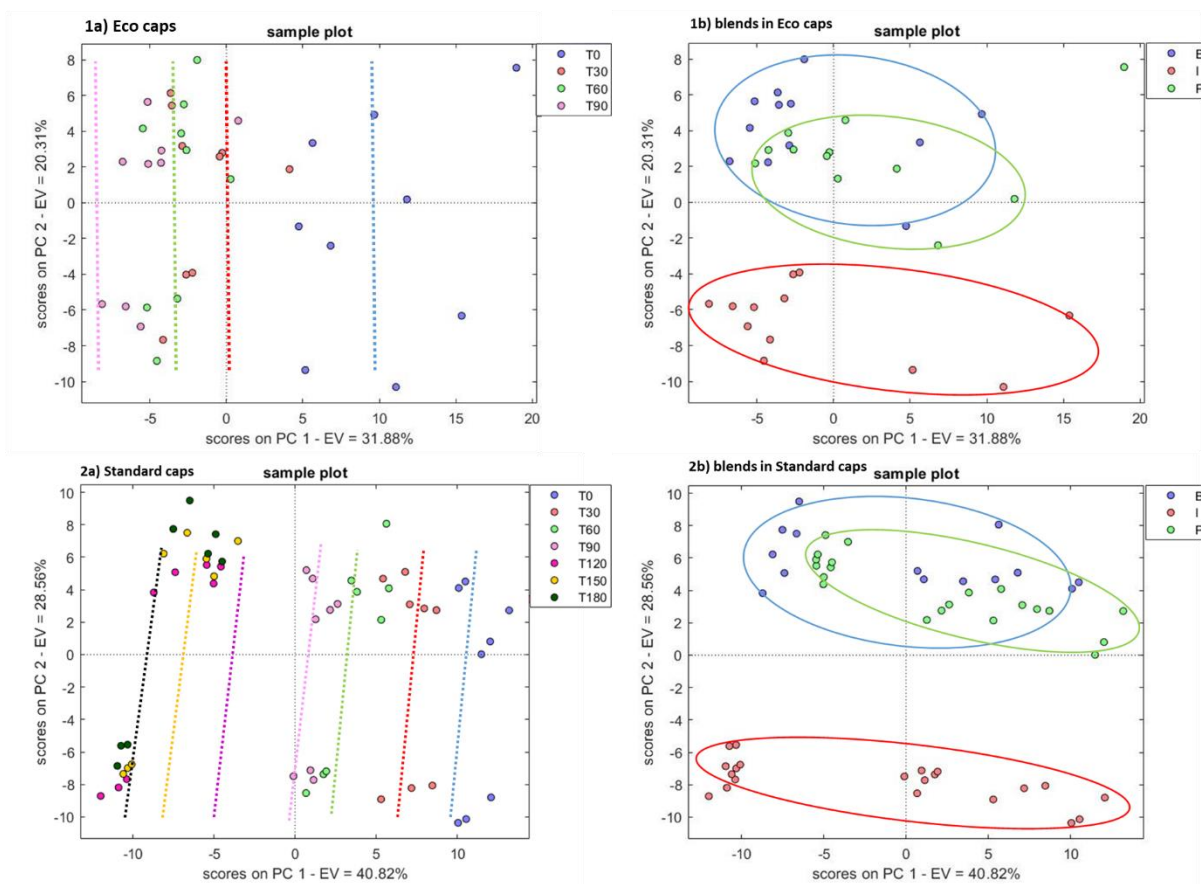 1a) Eco caps
sample plot
T0
T30
T60
T90
8
6
4
2
0
-2
-4
-6
-8
-10
scores on PC 2 - EV = 20.31%
-5
0
5
10
15
20
scores on PC 1 - EV = 31.88%
1b) blends in Eco caps
sample plot
I
8
6
4
2
0
-2
-4
-6
-8
-10
scores on PC 2 - EV = 20.31%
-5
0
5
10
15
20
scores on PC 1 - EV = 31.88%
2a) Standard caps
sample plot
T0
T30
T60
T90
T120
T150
T180
10
8
6
4
2
0
-2
-4
-6
-8
-10
scores on PC 2 - EV = 28.56%
-10
-5
0
5
10
scores on PC 1 - EV = 40.82%
2b) blends in Standard caps
sample plot
I
10
8
6
4
2
0
-2
-4
-6
-8
-10
scores on PC 2 - EV = 28.56%
-10
-5
0
5
10
scores on PC 1 - EV = 40.82%